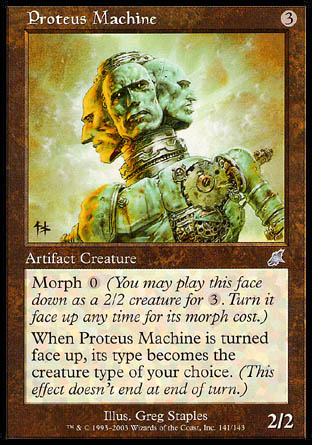 Proteus Machine 3
Artifact Creature
Morph 0 (You may play this face
down as a 2/2 creature for 3. Turn it
face up any time for its morph cost.)
When Proteus Machine is turned
face up, its type becomes the
creature type of your choice. (This
effect doesn't end at end of turn.)
Illus. Greg Staples
2/2
™ & © 1993–2003 Wizards of the Coast, Inc. 141/143